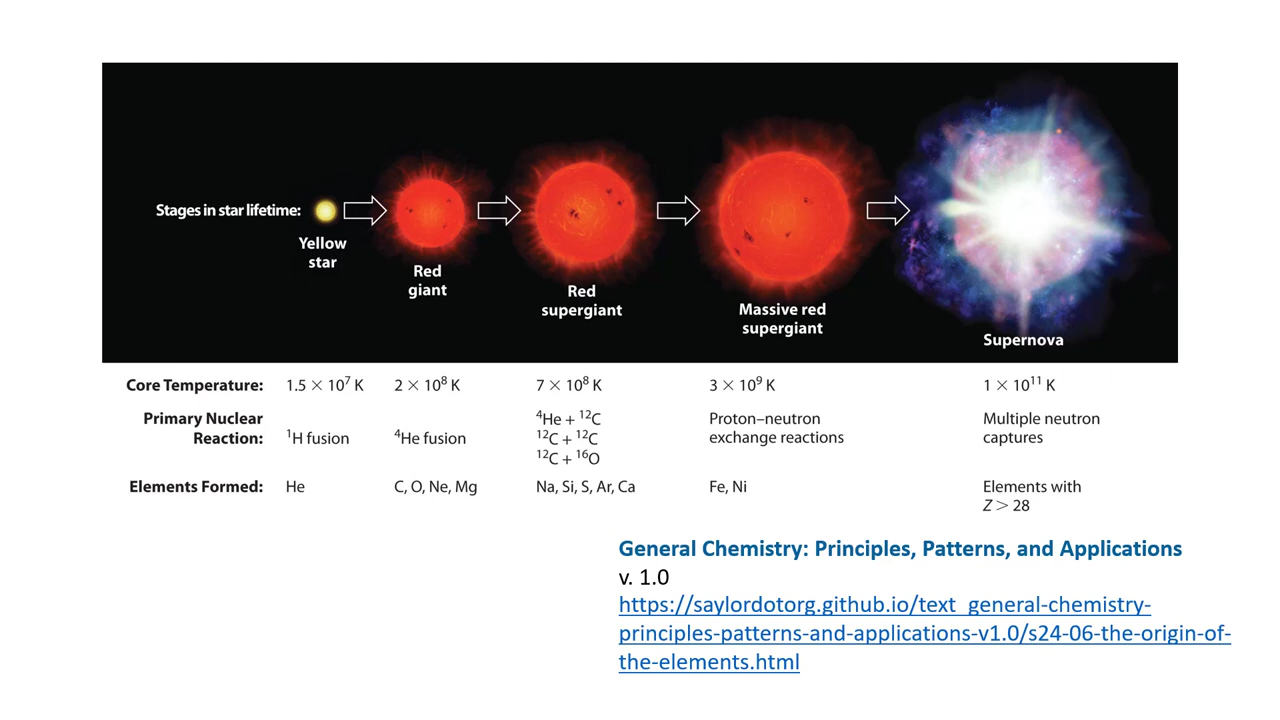 Stages in star lifetime:
Yellow
star
Red
giant
Red
supergiant
Massive red
supergiant
Supernova
Core Temperature: 1.5 × 10⁷ K 2 × 10⁸ K 7 × 10⁸ K 3 × 10⁹ K 1 × 10¹¹ K
Primary Nuclear
Reaction:
¹H fusion
⁴He fusion
⁴He + ¹²C
¹²C + ¹²C
¹²C + ¹⁶O
Proton–neutron
exchange reactions
Multiple neutron
captures
Elements Formed: He C, O, Ne, Mg Na, Si, S, Ar, Ca Fe, Ni Elements with
Z > 28
General Chemistry: Principles, Patterns, and Applications
v. 1.0
https://saylordotorg.github.io/text_general-chemistry-
principles-patterns-and-applications-v1.0/s24-06-the-origin-of-
the-elements.html